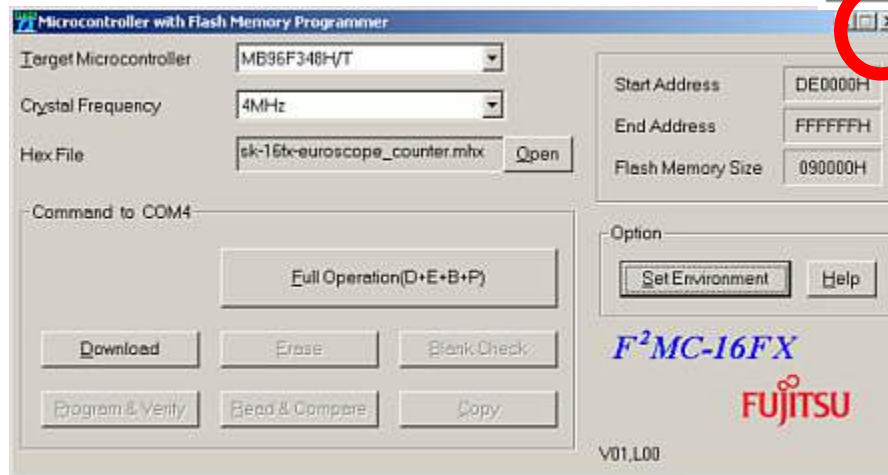 Microcontroller with Flash Memory Programmer
Target Microcontroller
MB96F348H/T
Crystal Frequency
4MHz
Hex File
sk-16fx-euroscope_counter.mhx
Open
Start Address
DE0000H
End Address
FFFFFFH
Flash Memory Size
090000H
Command to COM4
Full Operation(D+E+B+P)
Download
Erase
Blank Check
Program & Verify
Read & Compare
Copy
Option
Set Environment
Help
F²MC-16FX
FUJITSU
V01,L00